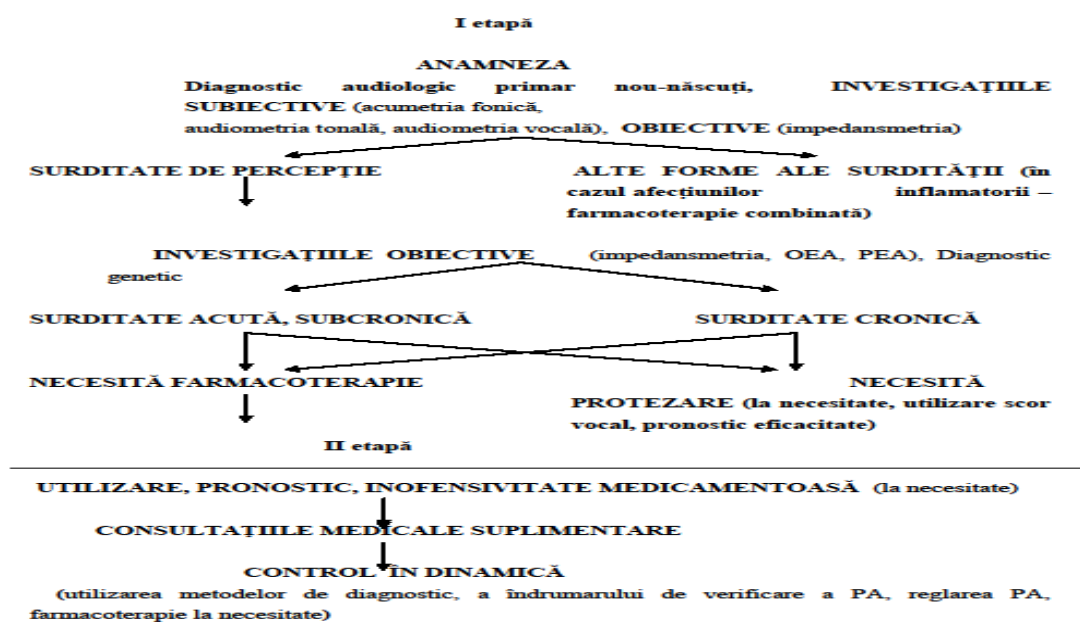 I etapă
ANAMNEZA
Diagnostic audiologic primar nou-născuți, INVESTIGAȚIILE
SUBIECTIVE (acumetria fonică,
audiometria tonală, audiometria vocală), OBIECTIVE (impedansmetria)
SURDITATE DE PERCEPȚIE
ALTE FORME ALE SURDITĂȚII (în
cazul afecțiunilor inflamatorii –
farmacoterapie combinată)
INVESTIGAȚIILE OBIECTIVE (impedansmetria, OEA, PEA), Diagnostic
genetic
SURDITATE ACUTĂ, SUBCRONICĂ SURDITATE CRONICĂ
NECESITĂ FARMACOTERAPIE NECESITĂ
PROTEZARE (la necesitate, utilizare scor
vocal, pronostic eficacitate)
II etapă
UTILIZARE, PRONOSTIC, INOFENSIVITATE MEDICAMENTOASĂ (la necesitate)
CONSULTAȚIILE MEDICALE SUPLIMENTARE
CONTROL ÎN DINAMICĂ
(utilizarea metodelor de diagnostic, a îndrumarului de verificare a PA, reglarea PA,
farmacoterapie la necesitate)